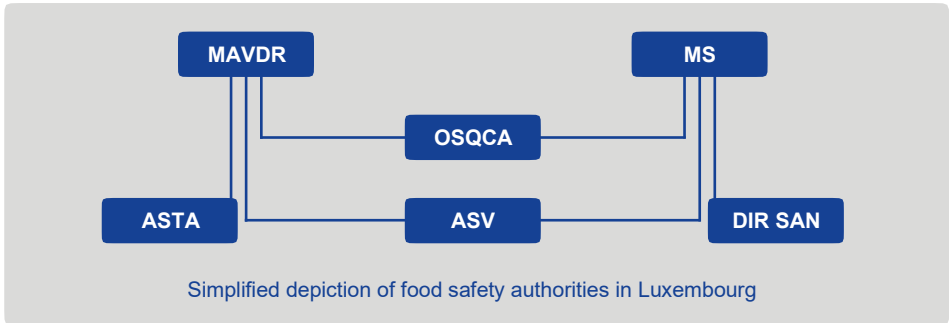 MAVDR
MS
OSQCA
ASTA
ASV
DIR SAN
Simplified depiction of food safety authorities in Luxembourg